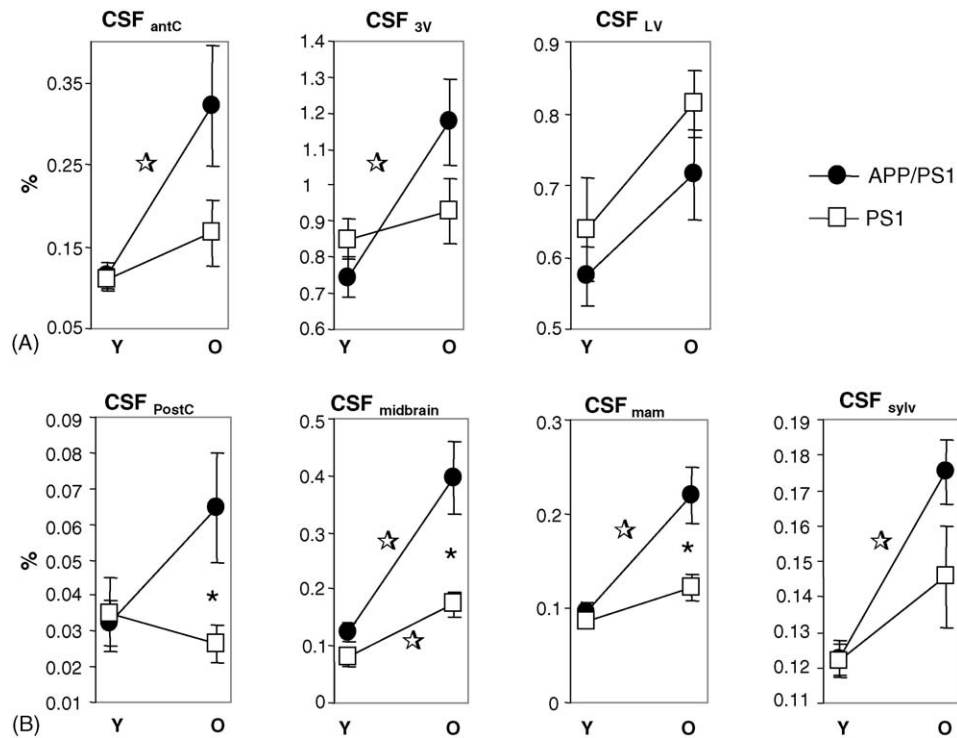 CSF antC
CSF 3V
CSF LV
%
0.35
0.25
0.15
0.05
Y
O
1.4
1.3
1.2
1.1
1
0.9
0.8
0.7
0.6
Y
O
0.9
0.8
0.7
0.6
0.5
Y
O
APP/PS1
PS1
(A)
CSF PostC
CSF midbrain
CSF mam
CSF sylv
%
0.09
0.08
0.07
0.06
0.05
0.04
0.03
0.02
0.01
*
Y
O
0.5
0.4
0.3
0.2
0.1
0
*
Y
O
0.3
0.2
0.1
0
*
Y
O
0.19
0.18
0.17
0.16
0.15
0.14
0.13
0.12
0.11
Y
O
(B)